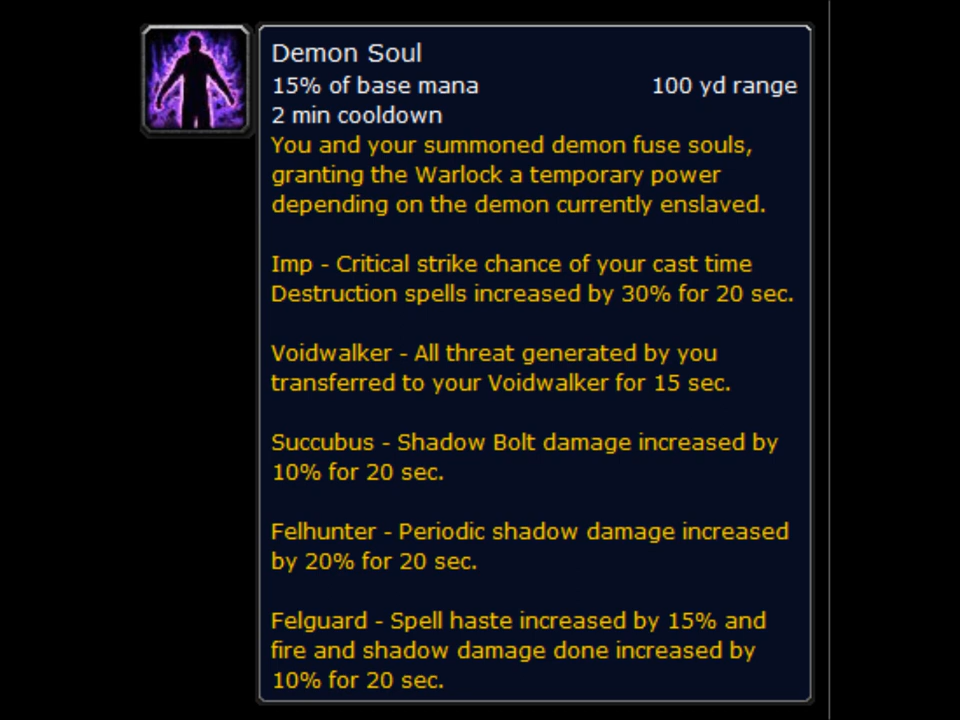 Demon Soul
15% of base mana 100 yd range
2 min cooldown
You and your summoned demon fuse souls,
granting the Warlock a temporary power
depending on the demon currently enslaved.
Imp - Critical strike chance of your cast time
Destruction spells increased by 30% for 20 sec.
Voidwalker - All threat generated by you
transferred to your Voidwalker for 15 sec.
Succubus - Shadow Bolt damage increased by
10% for 20 sec.
Felhunter - Periodic shadow damage increased
by 20% for 20 sec.
Felguard - Spell haste increased by 15% and
fire and shadow damage done increased by
10% for 20 sec.